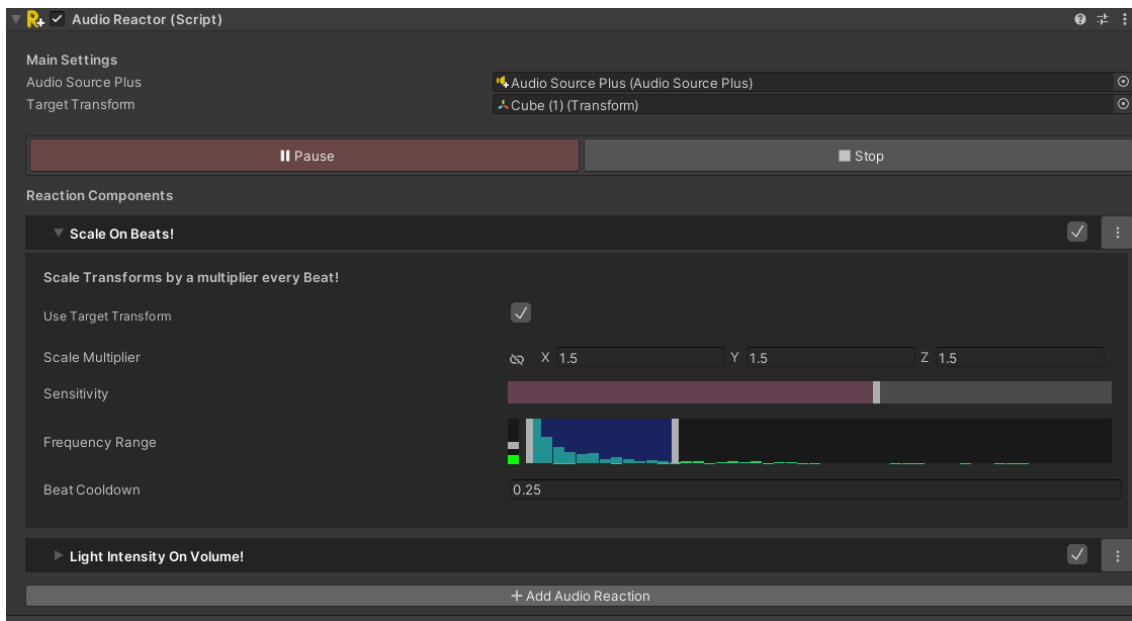 Audio Reactor (Script)
Main Settings
Audio Source Plus Audio Source Plus (Audio Source Plus)
Target Transform Cube (1) (Transform)
Pause Stop
Reaction Components
Scale On Beats!
Scale Transforms by a multiplier every Beat!
Use Target Transform
Scale Multiplier X 1.5 Y 1.5 Z 1.5
Sensitivity
Frequency Range
Beat Cooldown 0.25
Light Intensity On Volume!
+ Add Audio Reaction